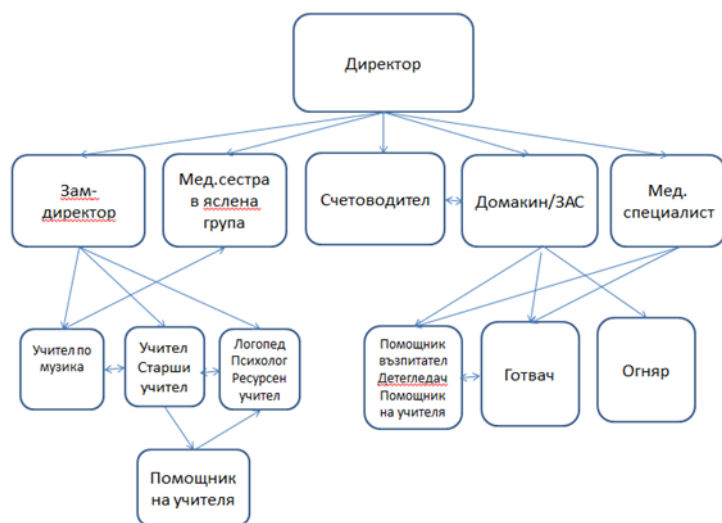 Директор
Зам-
директор
Мед.сестра
в яслена
група
Счетоводител
Домакин/ЗАС
Мед.
специалист
Учител по
музика
Учител
Старши
учител
Логопед
Психолог
Ресурсен
учител
Помощник
възпитател
Детегледач
Помощник
на учителя
Готвач
Огняр
Помощник
на учителя